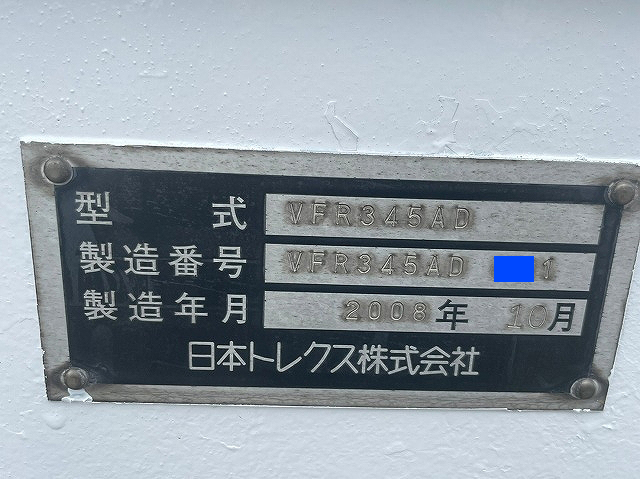 型式 VFR345AD
製造番号 VFR345AD 1
製造年月 2008年 10月
日本トレクス株式会社